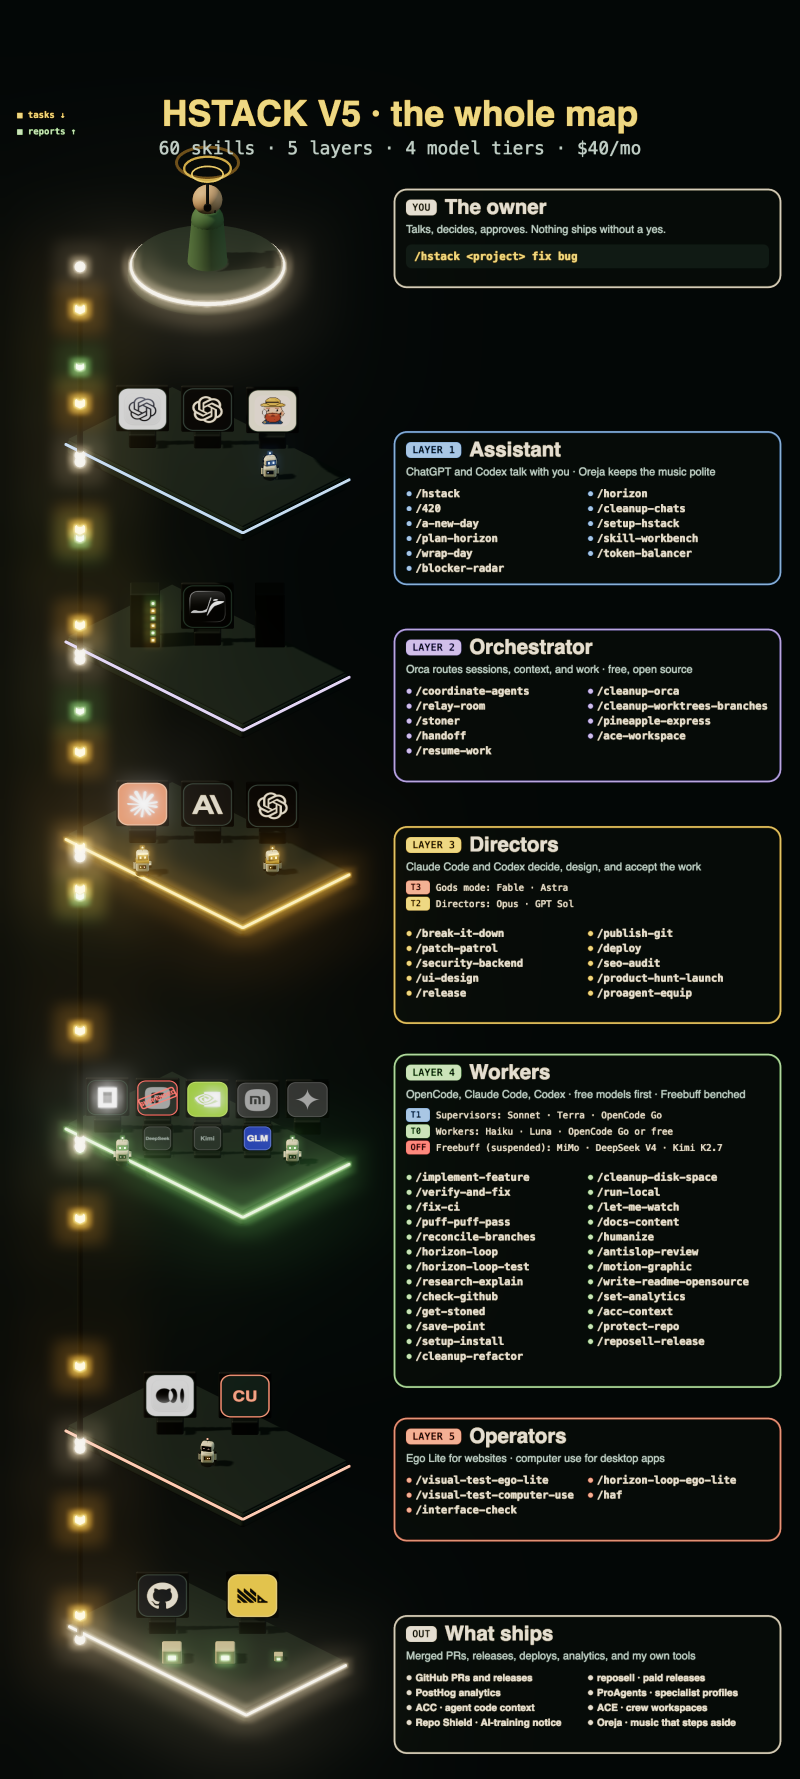 HSTACK V5 · the whole map
60 skills · 5 layers · 4 model tiers · $40/mo
tasks ↓
reports ↑
YOU The owner
Talks, decides, approves. Nothing ships without a yes.
/hstack <project> fix bug
LAYER 1 Assistant
ChatGPT and Codex talk with you · Oreja keeps the music polite
/hstack
/420
/a-new-day
/plan-horizon
/wrap-day
/blocker-radar
/horizon
/cleanup-chats
/setup-hstack
/skill-workbench
/token-balancer
LAYER 2 Orchestrator
Orca routes sessions, context, and work · free, open source
/coordinate-agents
/relay-room
/stoner
/handoff
/resume-work
/cleanup-orca
/cleanup-worktrees-branches
/pineapple-express
/ace-workspace
LAYER 3 Directors
Claude Code and Codex decide, design, and accept the work
T3 Gods mode: Fable · Astra
T2 Directors: Opus · GPT Sol
/break-it-down
/patch-patrol
/security-backend
/ui-design
/release
/publish-git
/deploy
/seo-audit
/product-hunt-launch
/proagent-equip
DeepSeek
Kimi
GLM
LAYER 4 Workers
OpenCode, Claude Code, Codex · free models first · Freebuff benched
T1 Supervisors: Sonnet · Terra · OpenCode Go
T0 Workers: Haiku · Luna · OpenCode Go or free
OFF Freebuff (suspended): MiMo · DeepSeek V4 · Kimi K2.7
/implement-feature
/verify-and-fix
/fix-ci
/puff-puff-pass
/reconcile-branches
/horizon-loop
/horizon-loop-test
/research-explain
/check-github
/get-stoned
/save-point
/setup-install
/cleanup-refactor
/cleanup-disk-space
/run-local
/let-me-watch
/docs-content
/humanize
/antislop-review
/motion-graphic
/write-readme-opensource
/set-analytics
/acc-context
/protect-repo
/reposell-release
CU
LAYER 5 Operators
Ego Lite for websites · computer use for desktop apps
/visual-test-ego-lite
/visual-test-computer-use
/interface-check
/horizon-loop-ego-lite
/haf
OUT What ships
Merged PRs, releases, deploys, analytics, and my own tools
GitHub PRs and releases
PostHog analytics
ACC · agent code context
Repo Shield · AI-training notice
reposell · paid releases
ProAgents · specialist profiles
ACE · crew workspaces
Oreja · music that steps aside